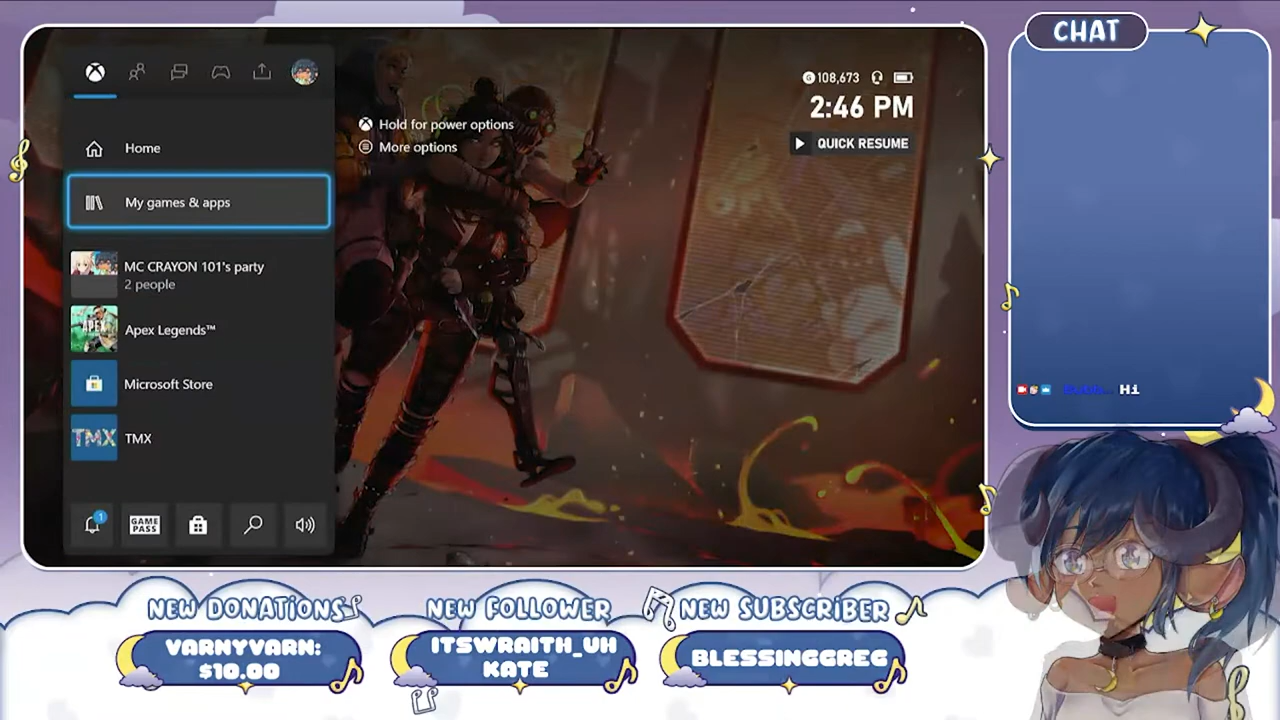 CHAT
108,673
2:46 PM
QUICK RESUME
Hold for power options
More options
Home
My games & apps
MC CRAYON 101's party
2 people
APEX
Apex Legends™
Microsoft Store
TMX
TMX
1
GAME
PASS
Hi
NEW DONATIONS
VARNYVARN:
$10.00
NEW FOLLOWER
ITSWRAITH_UH
KATE
NEW SUBSCRIBER
BLESSINGGREG